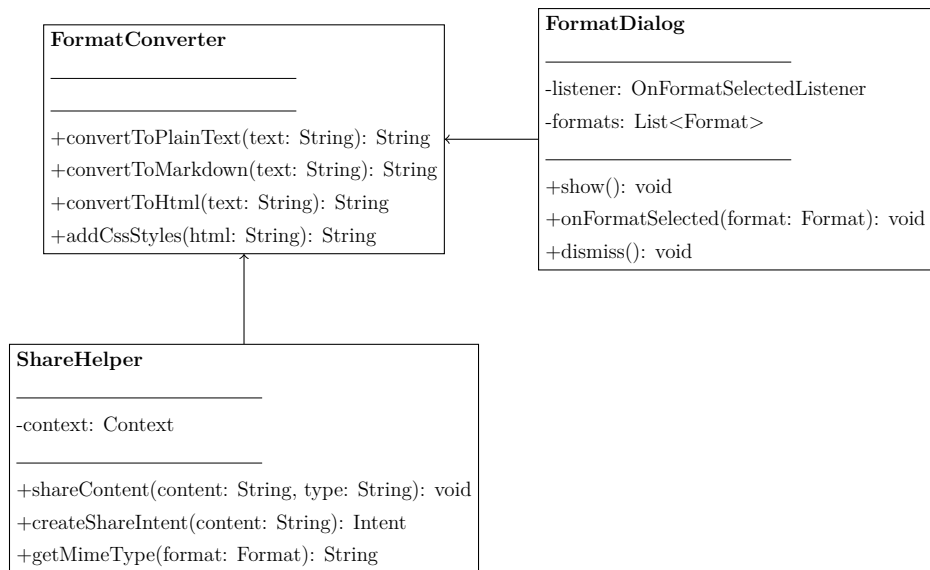 FormatConverter
+convertToPlainText(text: String): String
+convertToMarkdown(text: String): String
+convertToHtml(text: String): String
+addCssStyles(html: String): String
FormatDialog
-listener: OnFormatSelectedListener
-formats: List<Format>
+show(): void
+onFormatSelected(format: Format): void
+dismiss(): void
ShareHelper
-context: Context
+shareContent(content: String, type: String): void
+createShareIntent(content: String): Intent
+getMimeType(format: Format): String